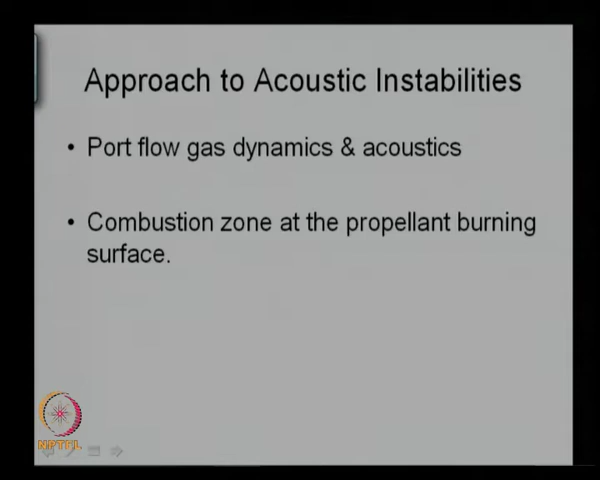 Approach to Acoustic Instabilities
• Port flow gas dynamics & acoustics
• Combustion zone at the propellant burning
surface.
NPTEL